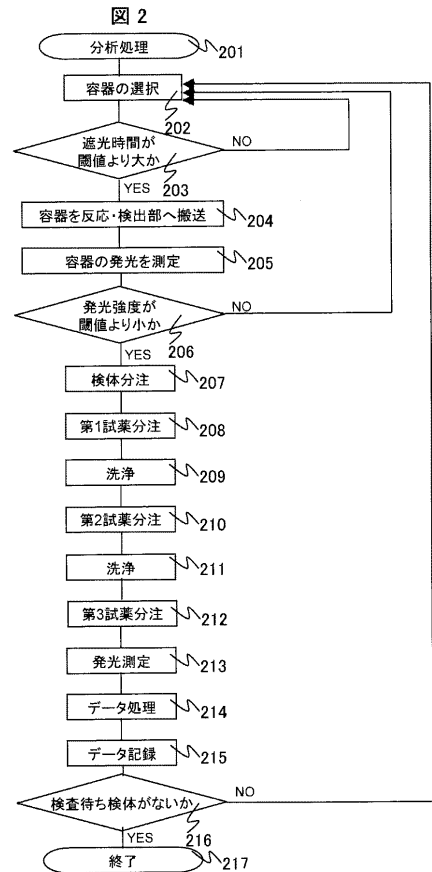 図 2
分析処理
201
容器の選択
202
遮光時間が
閾値より大か
NO
203
YES
容器を反応・検出部へ搬送
204
容器の発光を測定
205
発光強度が
閾値より小か
NO
206
YES
検体分注
207
第1試薬分注
208
洗浄
209
第2試薬分注
210
洗浄
211
第3試薬分注
212
発光測定
213
データ処理
214
データ記録
215
検査待ち検体がないか
NO
216
YES
終了
217